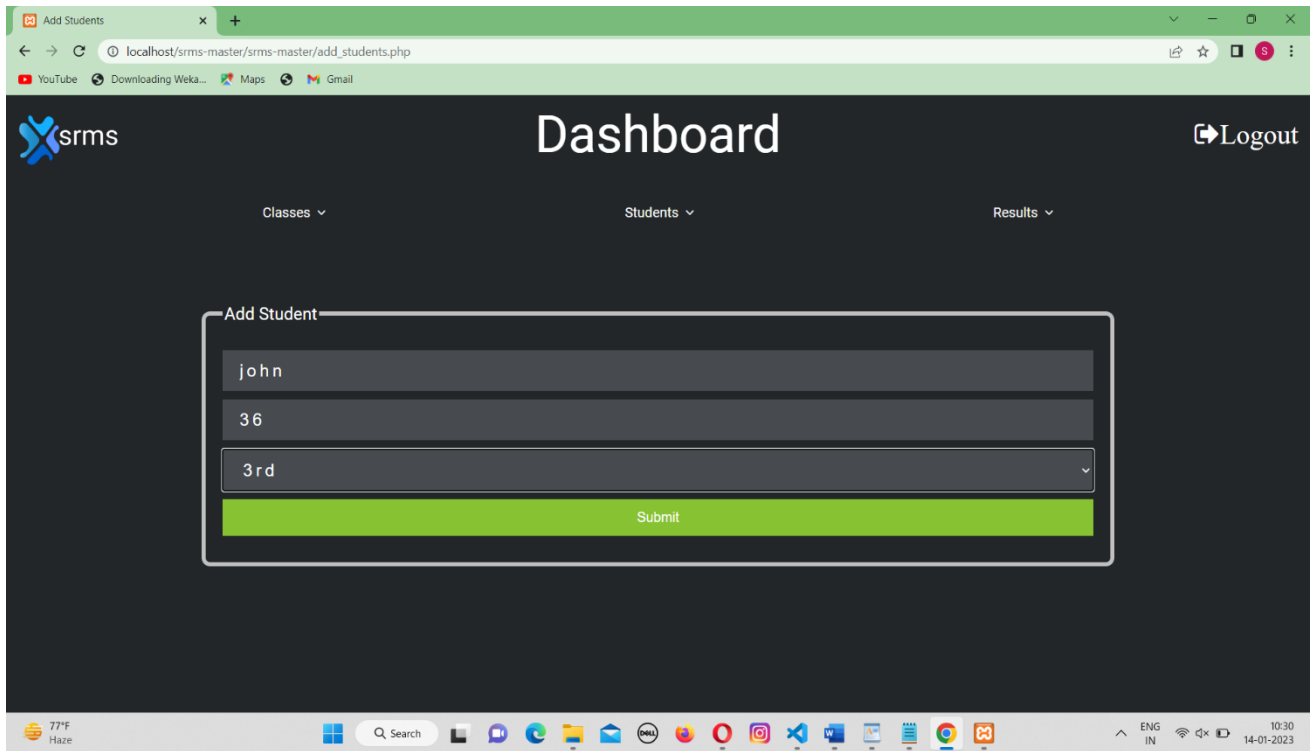 Add Students
localhost/srms-master/srms-master/add_students.php
S
YouTube Downloading Weka... Maps Gmail
srms
Dashboard
Logout
Classes Students Results
Add Student
john
36
3rd
Submit
77°F
Haze
Search
DELL
ENG
IN
10:30
14-01-2023